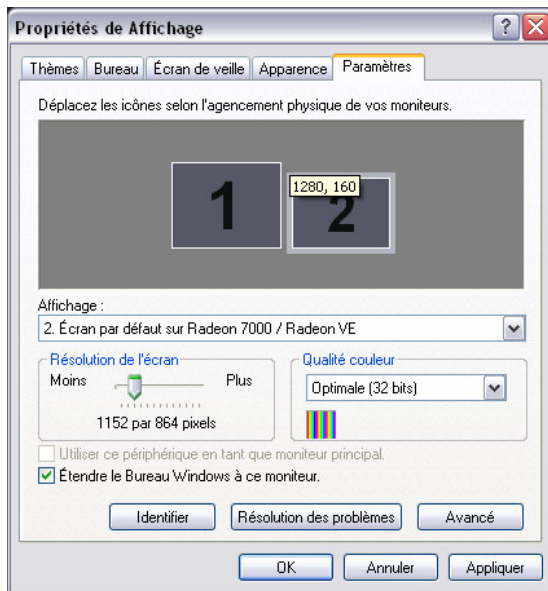 Propriétés de Affichage
Thèmes Bureau Écran de veille Apparence Paramètres
Déplacez les icônes selon l'agencement physique de vos moniteurs.
1 2
1280, 160
Affichage :
2. Écran par défaut sur Radeon 7000 / Radeon VE
Résolution de l'écran
Moins Plus
1152 par 864 pixels
Qualité couleur
Optimale (32 bits)
Utiliser ce périphérique en tant que moniteur principal.
Étendre le Bureau Windows à ce moniteur.
Identifier Résolution des problèmes Avancé
OK Annuler Appliquer